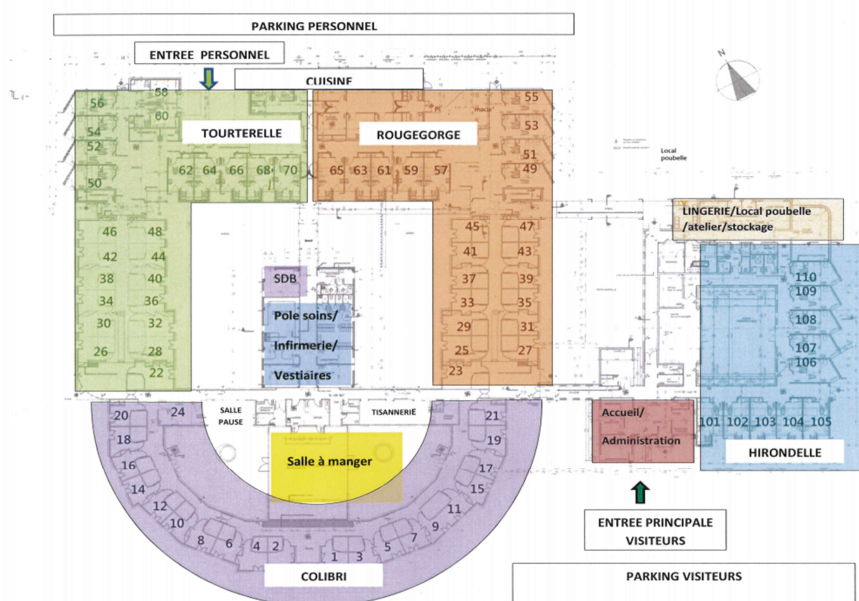 PARKING PERSONNEL
ENTREE PERSONNEL
CUISINE
58
56
60
TOURTERELLE
ROUGEGORGE
55
53
54
52
51
50
62 64 66 68 70
65 63 61 59 57
49
Local
poubelle
LINGERIE/Local poubelle
/atelier/stockage
46 48
45 47
42 44
41 43
38 40
SDB
37 39
110
109
34 36
33 35
Pole soins/
Infirmerie/
Vestiaires
108
30 32
29 31
107
26 28
25 27
106
22
23
20 24
SALLE
PAUSE
TISANNERIE
21
Accueil/
Administration
101 102 103 104 105
18
19
HIRONDELLE
Salle à manger
16
17
14
15
12
11
10
9
8 6 4 2 1 3 5 7
COLIBRI
ENTREE PRINCIPALE
VISITEURS
PARKING VISITEURS